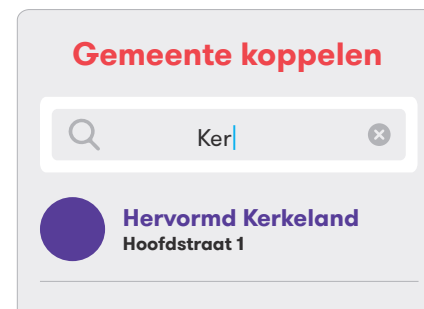 Gemeente koppelen
Ker
Hervormd Kerkeland
Hoofdstraat 1